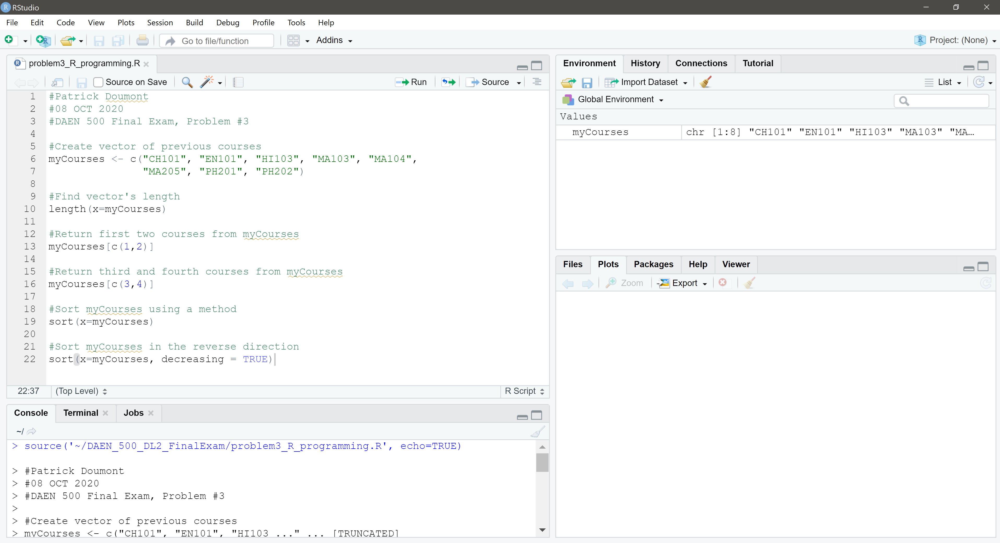 RStudio
File Edit Code View Plots Session Build Debug Profile Tools Help
Go to file/function Addins Project: (None)
problem3_R_programming.R
Source on Save Run Source
1 #Patrick Doumont
2 #08 OCT 2020
3 #DAEN 500 Final Exam, Problem #3
4
5 #Create vector of previous courses
6 myCourses <- c("CH101", "EN101", "HI103", "MA103", "MA104",
7 "MA205", "PH201", "PH202")
8
9 #Find vector's length
10 length(x=myCourses)
11
12 #Return first two courses from myCourses
13 myCourses[c(1,2)]
14
15 #Return third and fourth courses from myCourses
16 myCourses[c(3,4)]
17
18 #Sort myCourses using a method
19 sort(x=myCourses)
20
21 #Sort myCourses in the reverse direction
22 sort(x=myCourses, decreasing = TRUE)
22:37 (Top Level) R Script
Console Terminal Jobs
~/
> source('~/DAEN_500_DL2_FinalExam/problem3_R_programming.R', echo=TRUE)
> #Patrick Doumont
> #08 OCT 2020
> #DAEN 500 Final Exam, Problem #3
>
> #Create vector of previous courses
> myCourses <- c("CH101", "EN101", "HI103 ..." ... [TRUNCATED]
Environment History Connections Tutorial
Import Dataset List
Global Environment
Values
myCourses chr [1:8] "CH101" "EN101" "HI103" "MA103" "MA...
Files Plots Packages Help Viewer
Zoom Export